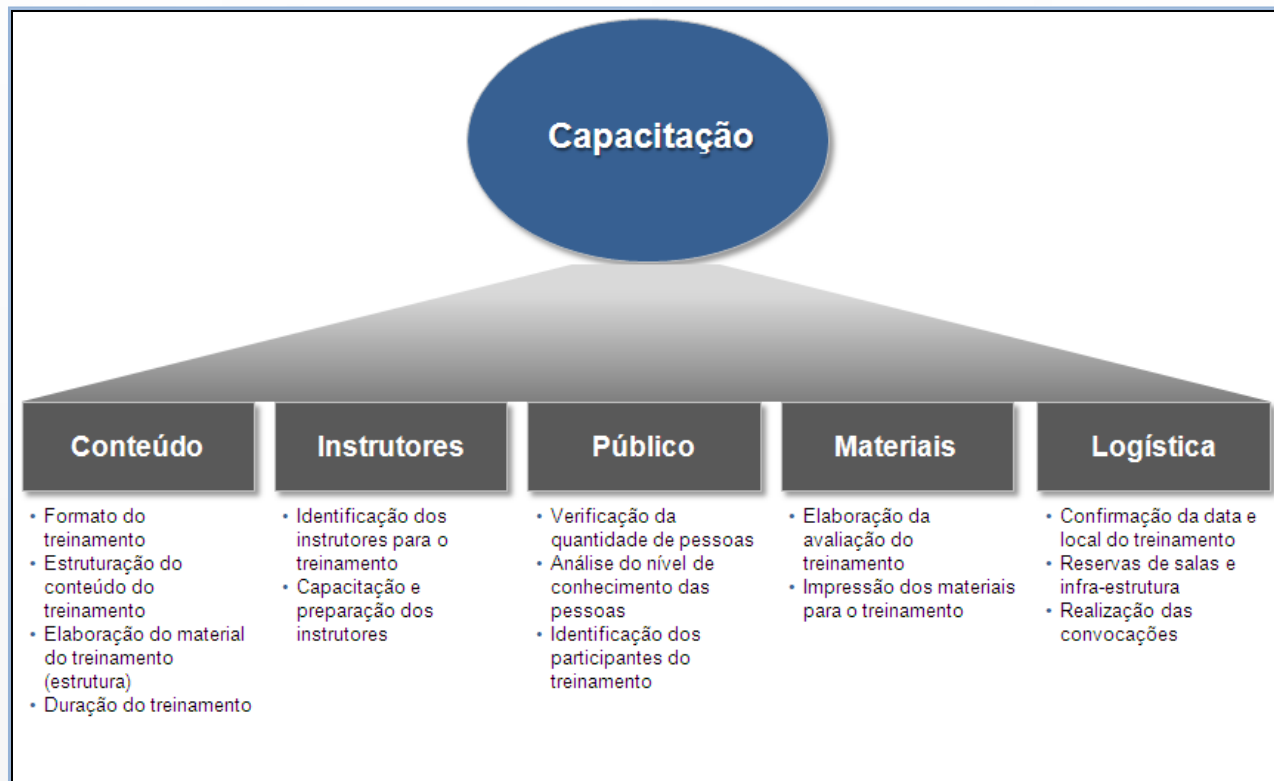 Capacitação
Conteúdo
• Formato do
treinamento
• Estruturação do
conteúdo do
treinamento
• Elaboração do material
do treinamento
(estrutura)
• Duração do treinamento
Instrutores
• Identificação dos
instrutores para o
treinamento
• Capacitação e
preparação dos
instrutores
Público
• Verificação da
quantidade de pessoas
• Análise do nível de
conhecimento das
pessoas
• Identificação dos
participantes do
treinamento
Materiais
• Elaboração da
avaliação do
treinamento
• Impressão dos materiais
para o treinamento
Logística
• Confirmação da data e
local do treinamento
• Reservas de salas e
infra-estrutura
• Realização das
convocações